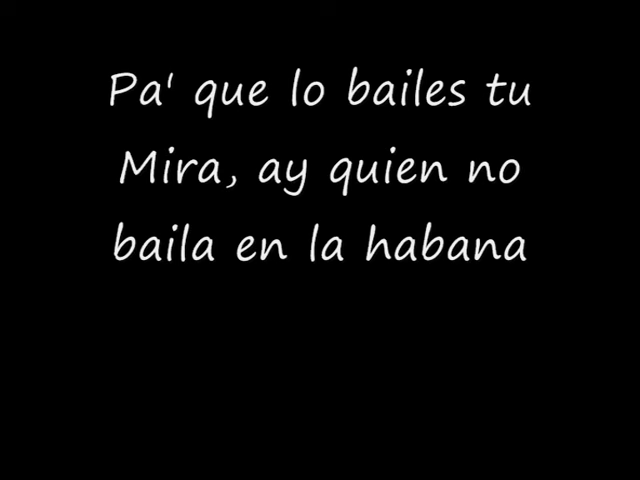 Pa' que lo bailes tu
Mira, ay quien no
baila en la habana